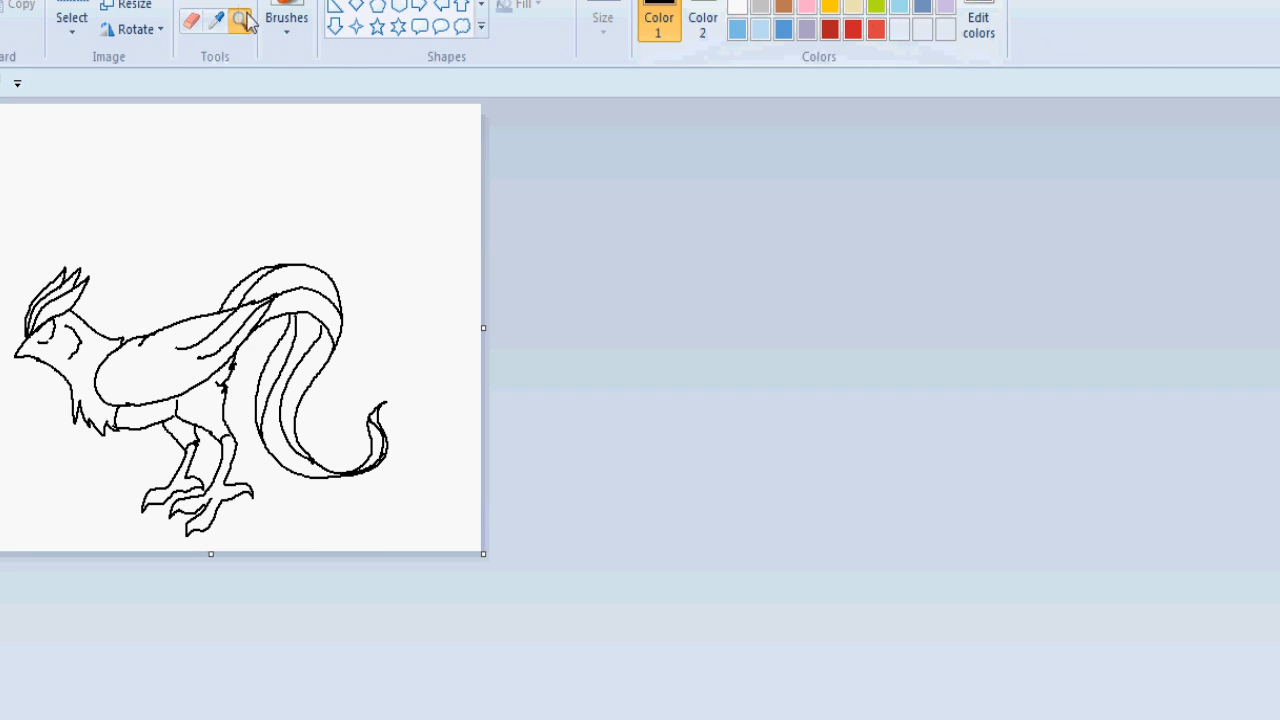 Copy
Resize
Select
Rotate
Brushes
Fill
Size
Color
1
Color
2
Edit
colors
ard
Image
Tools
Shapes
Colors